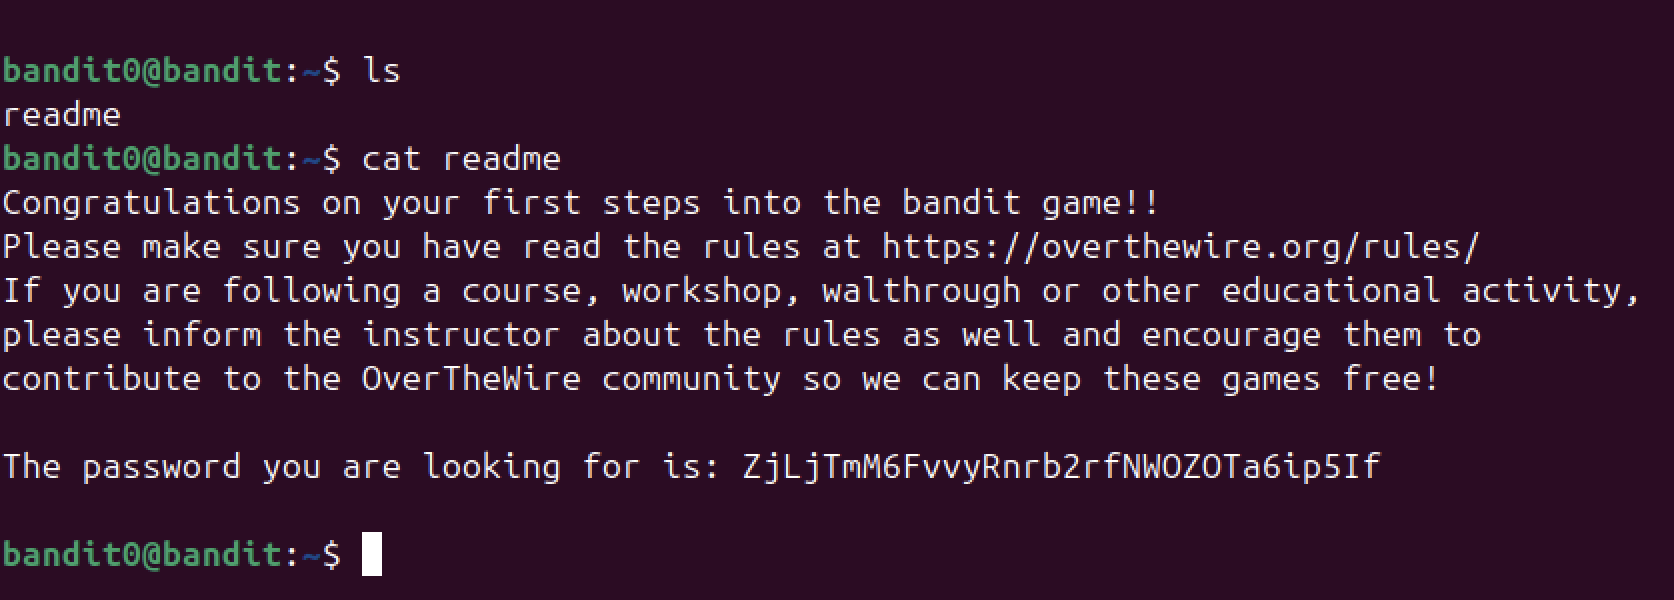 bandit0@bandit:~$ ls
readme
bandit0@bandit:~$ cat readme
Congratulations on your first steps into the bandit game!!
Please make sure you have read the rules at https://overthewire.org/rules/
If you are following a course, workshop, walthrough or other educational activity,
please inform the instructor about the rules as well and encourage them to
contribute to the OverTheWire community so we can keep these games free!
The password you are looking for is: ZjLjTmM6FvvyRnrb2rfNWOZOTa6ip5If
bandit0@bandit:~$